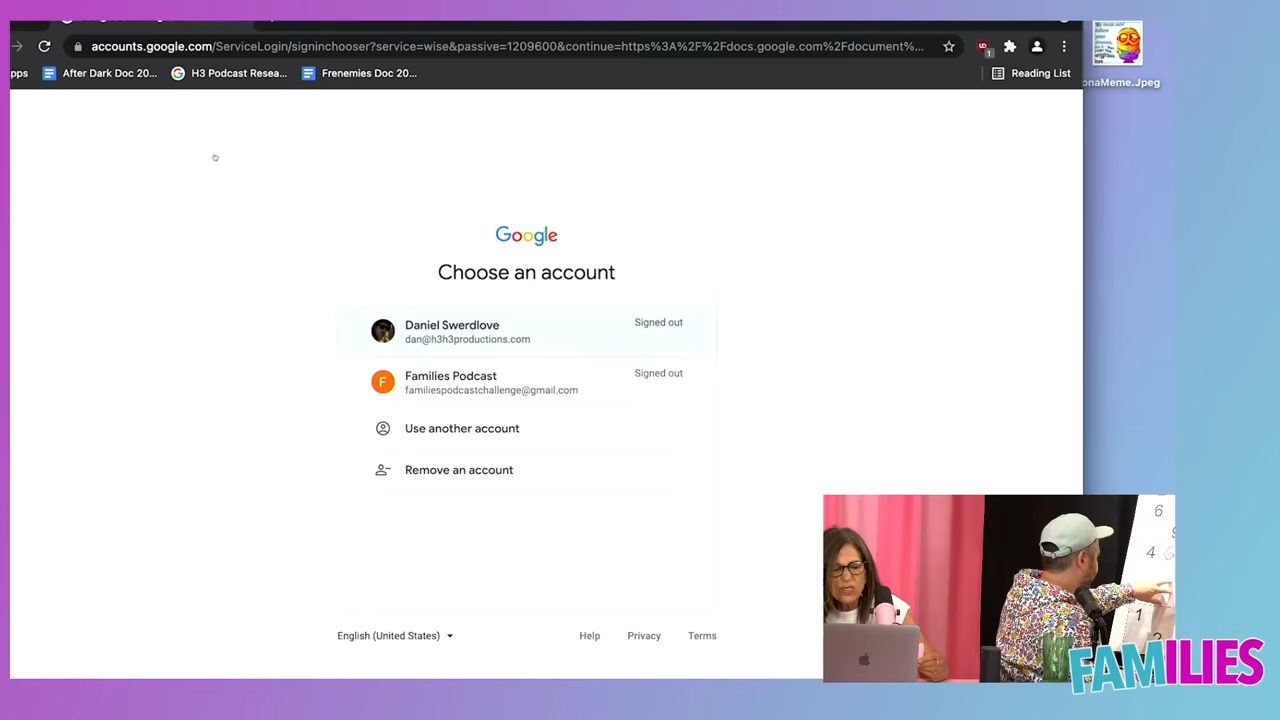 accounts.google.com/ServiceLogin/signinchooser?service=wise&passive=1209600&continue=https%3A%2F%2Fdocs.google.com%2Fdocument%...
1
pps
After Dark Doc 20...
H3 Podcast Resea...
Frenemies Doc 20...
Reading List
onaMeme.Jpeg
Google
Choose an account
Daniel Swerdlove
Signed out
dan@h3h3productions.com
F
Families Podcast
Signed out
familiespodcastchallenge@gmail.com
Use another account
Remove an account
English (United States)
Help
Privacy
Terms
6
4
1
FAMILIES